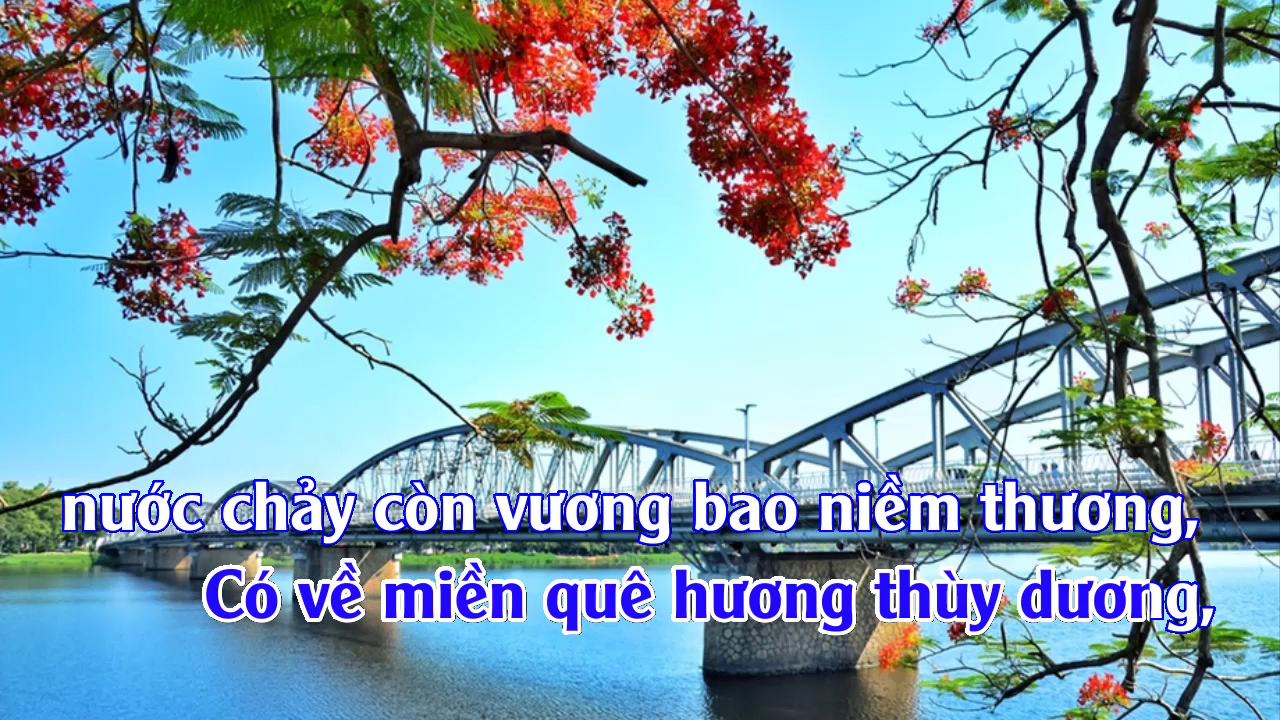 nước chảy còn vương bao niềm thương,
Có về miền quê hương thùy dương,